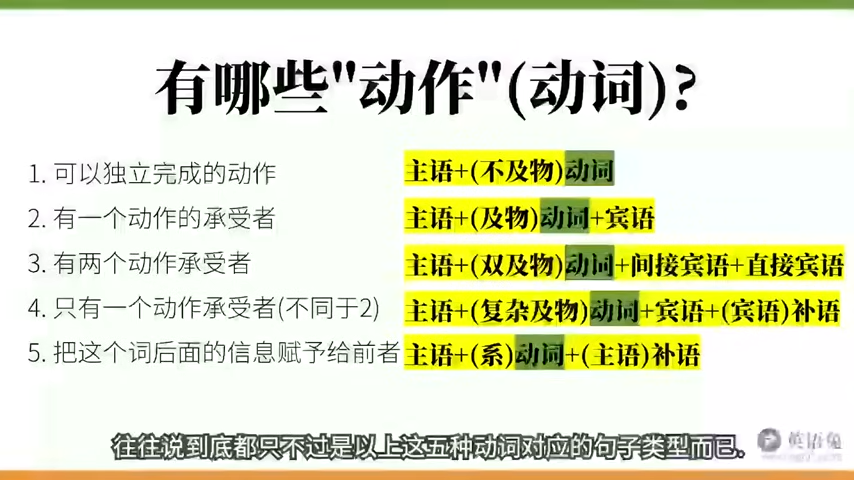 有哪些"动作"(动词)?
1. 可以独立完成的动作 主语+(不及物)动词
2. 有一个动作的承受者 主语+(及物)动词+宾语
3. 有两个动作承受者 主语+(双及物)动词+间接宾语+直接宾语
4. 只有一个动作承受者(不同于2) 主语+(复杂及物)动词+宾语+(宾语)补语
5. 把这个词后面的信息赋予给前者 主语+(系)动词+(主语)补语
往往说到底都只不过是以上这五种动词对应的句子类型而已.
英语兔